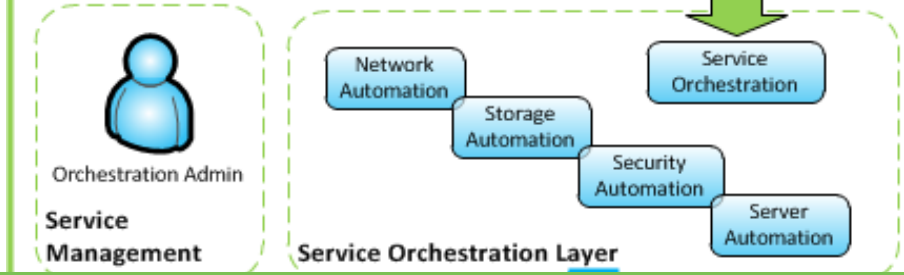 Network
Automation
Service
Orchestration
Storage
Automation
Orchestration Admin
Security
Automation
Service
Management
Server
Automation
Service Orchestration Layer